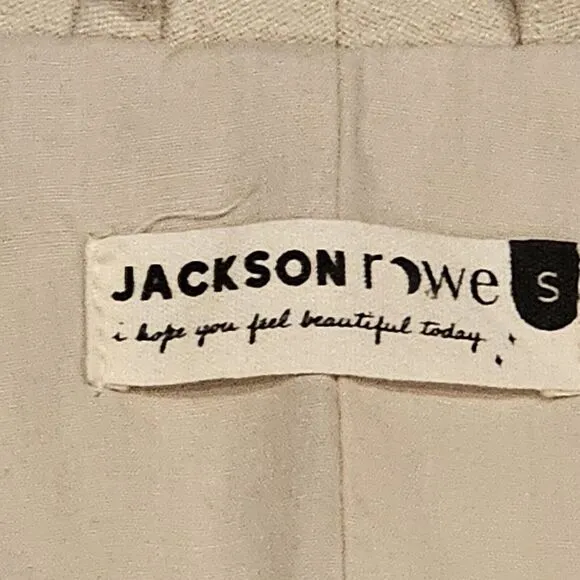 JACKSON rowe S
i hope you feel beautiful today